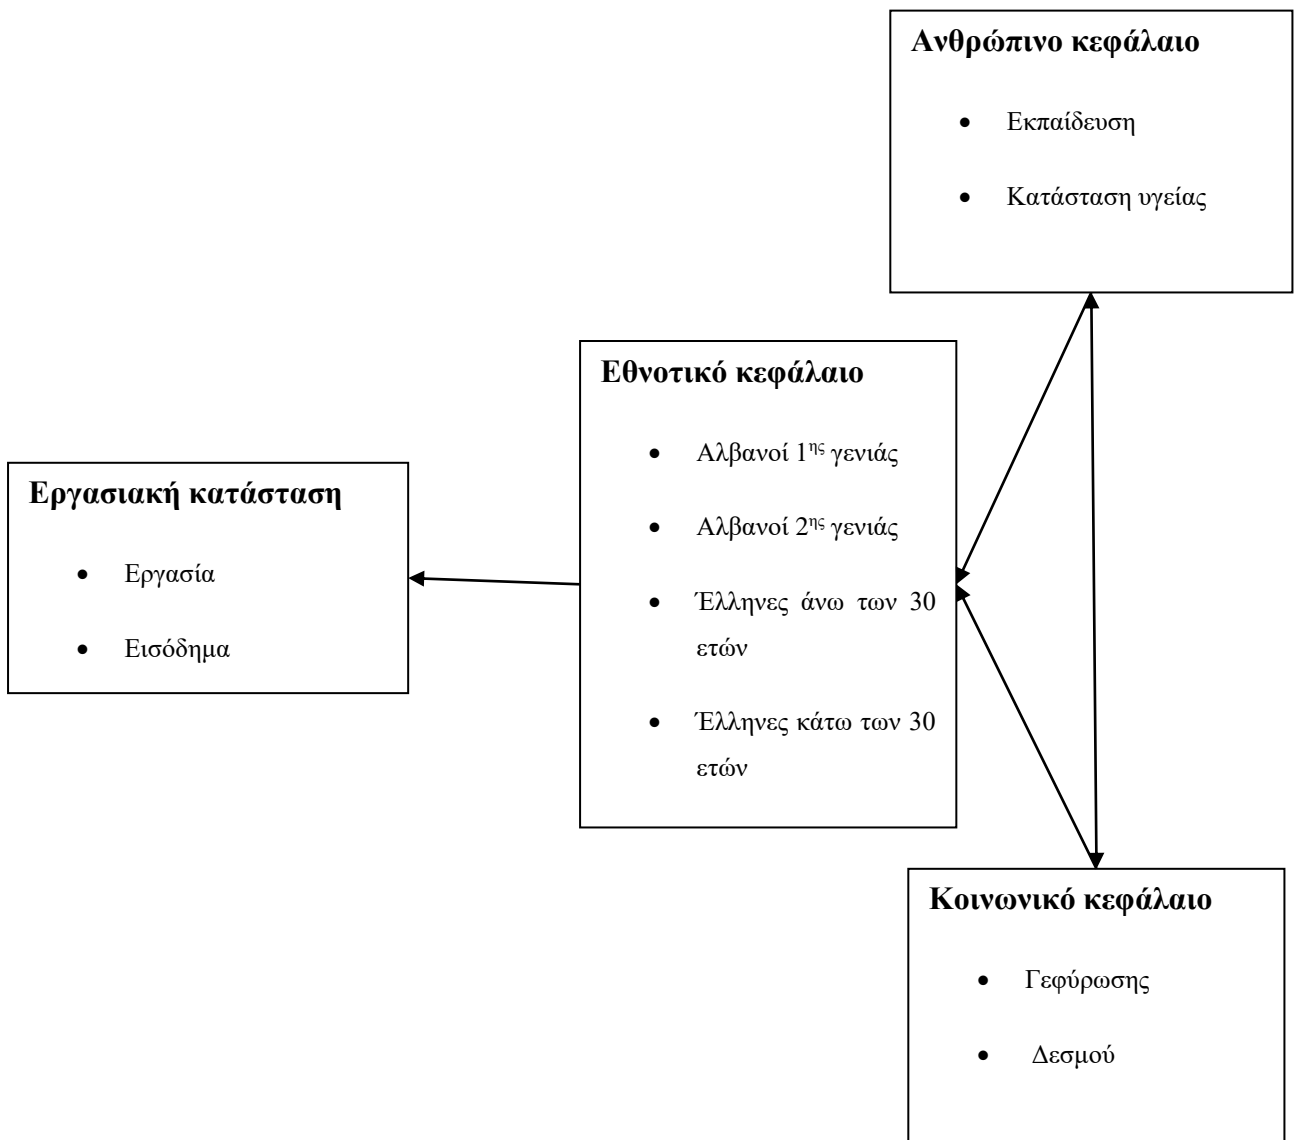 Ανθρώπινο κεφάλαιο
• Εκπαίδευση
• Κατάσταση υγείας
Εθνοτικό κεφάλαιο
• Αλβανοί 1ης γενιάς
• Αλβανοί 2ης γενιάς
• Έλληνες άνω των 30
ετών
• Έλληνες κάτω των 30
ετών
Εργασιακή κατάσταση
• Εργασία
• Εισόδημα
Κοινωνικό κεφάλαιο
• Γεφύρωσης
• Δεσμού